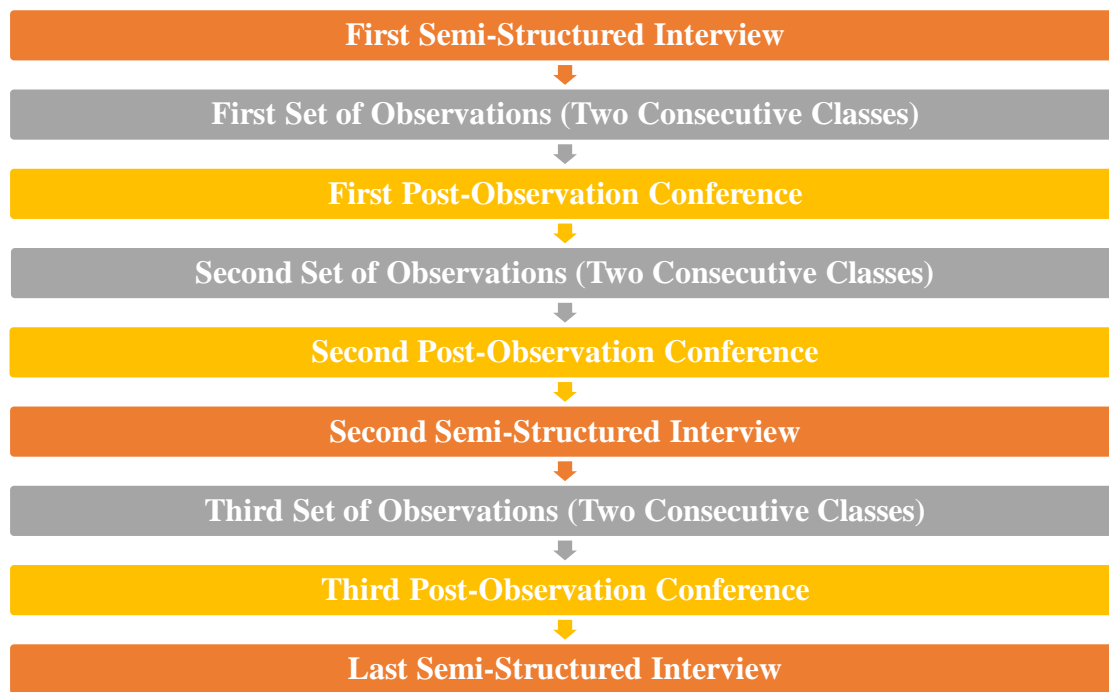 First Semi-Structured Interview
First Set of Observations (Two Consecutive Classes)
First Post-Observation Conference
Second Set of Observations (Two Consecutive Classes)
Second Post-Observation Conference
Second Semi-Structured Interview
Third Set of Observations (Two Consecutive Classes)
Third Post-Observation Conference
Last Semi-Structured Interview